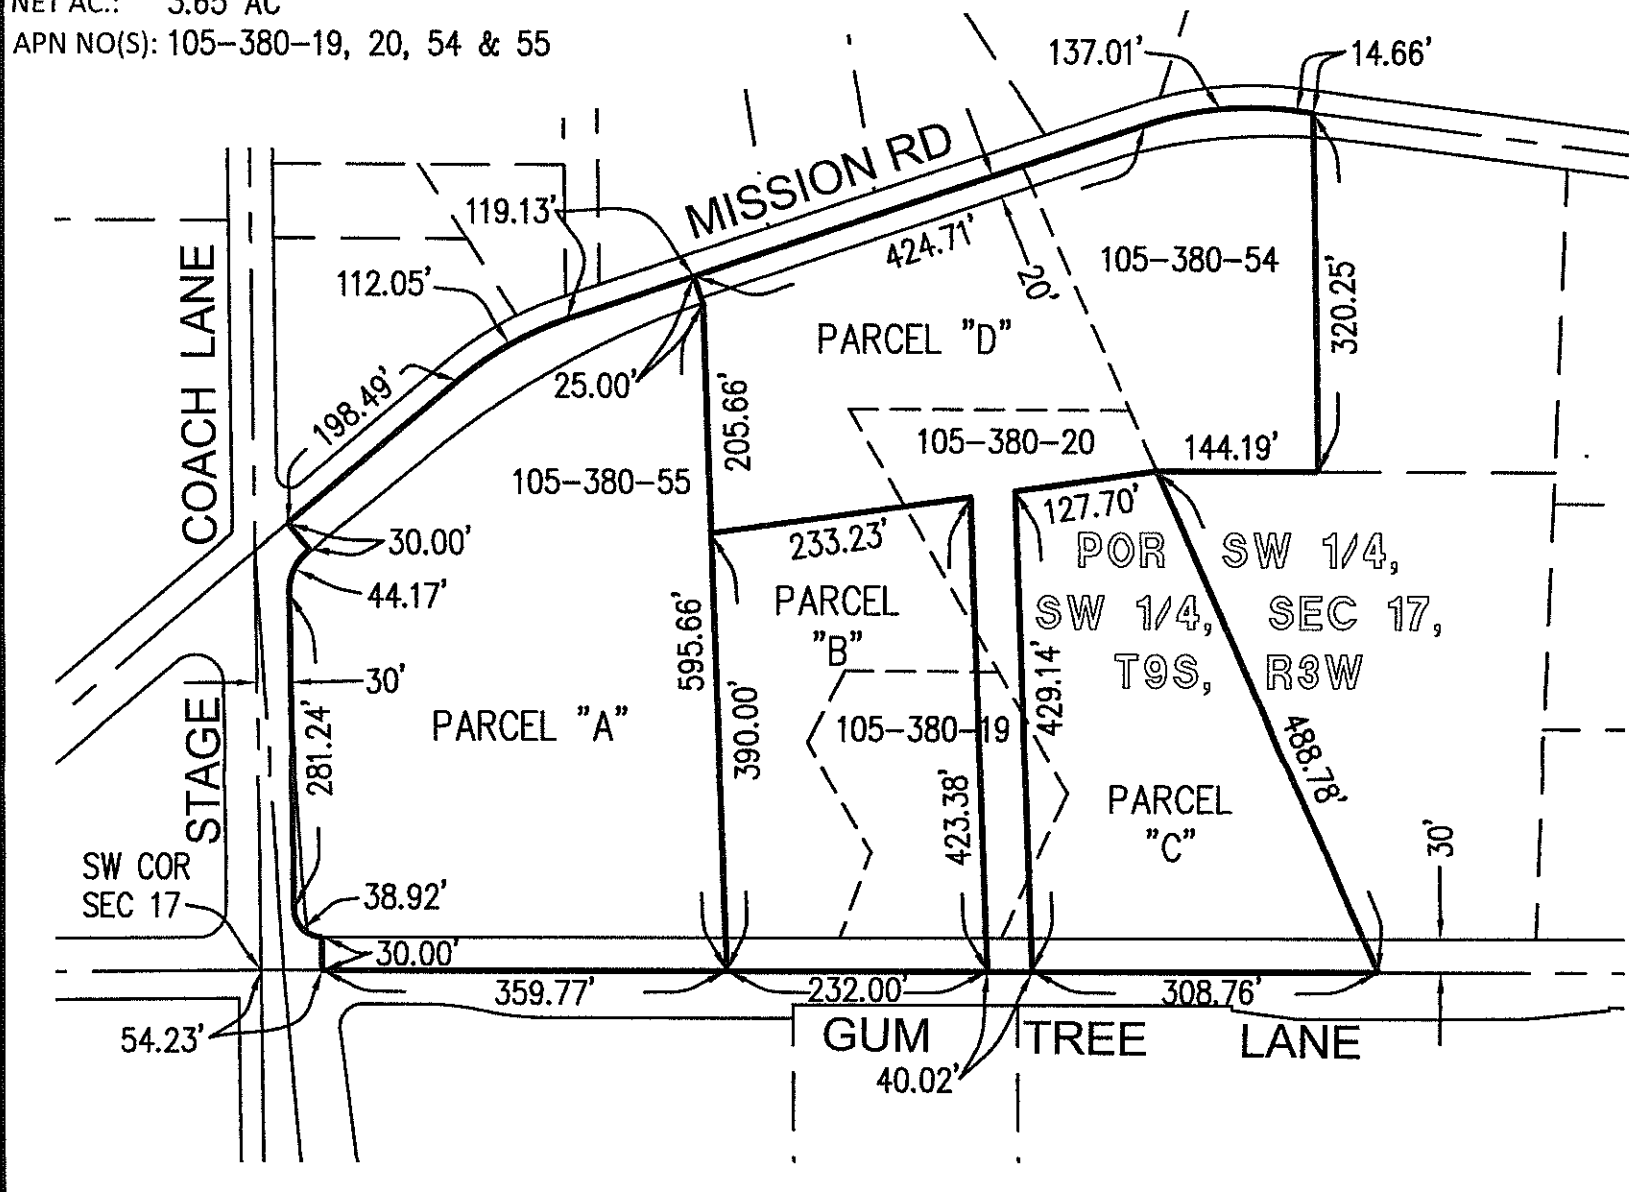 NET AC.: 3.65 AC
APN NO(S): 105-380-19, 20, 54 & 55
137.01'
14.66'
MISSION RD
119.13'
424.71'
105-380-54
112.05'
20'
320.25'
COACH LANE
PARCEL "D"
25.00'
198.49'
205.66'
105-380-20
144.19'
105-380-55
127.70'
30.00'
233.23'
POR SW 1/4,
SW 1/4, SEC 17,
T9S, R3W
44.17'
PARCEL
"B"
595.66'
30'
429.14'
STAGE
281.24'
PARCEL "A"
390.00'
105-380-19
488.78'
423.38'
PARCEL
"C"
30'
SW COR
SEC 17
38.92'
30.00'
359.77'
232.00'
308.76'
54.23'
GUM TREE LANE
40.02'